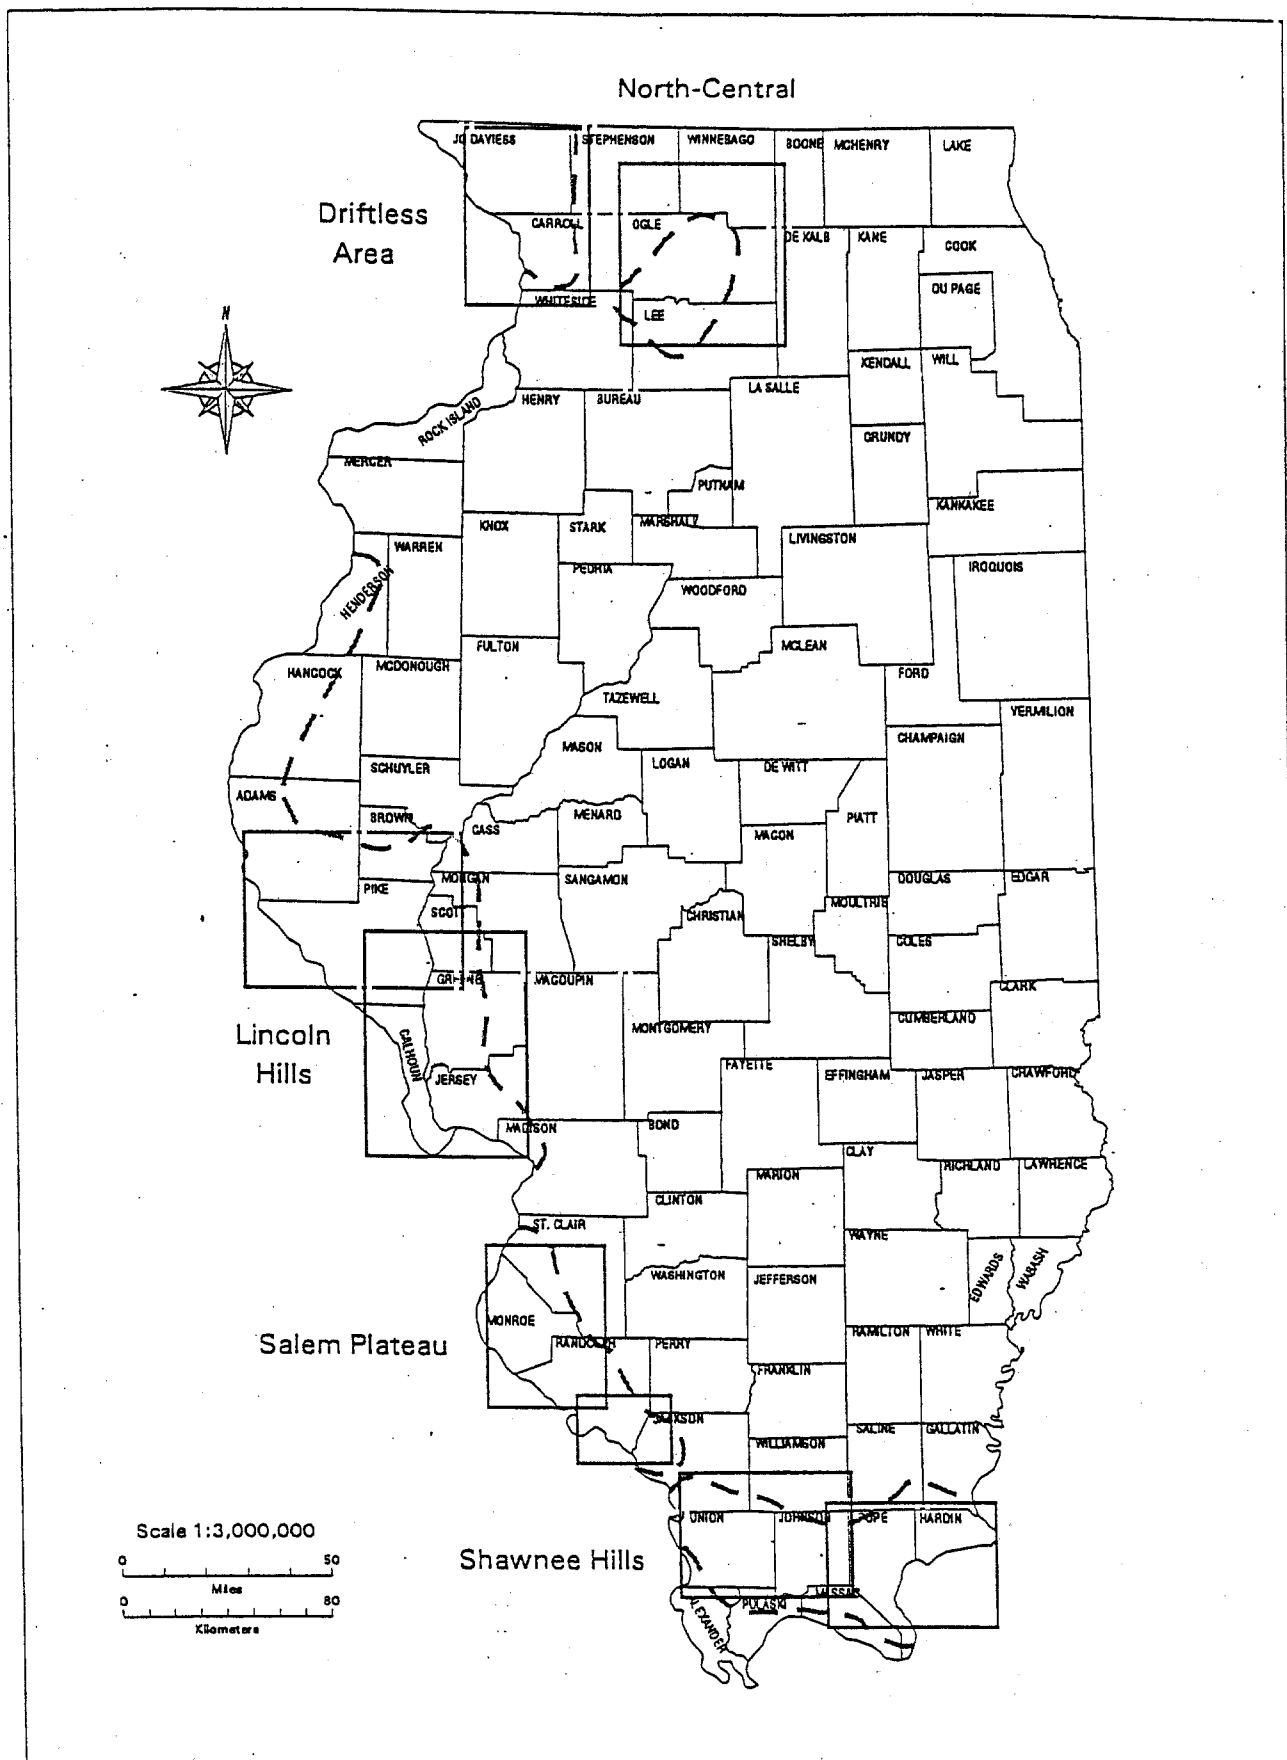 North-Central
JO DAVIESS STEPHENSON WINNEBAGO BOONE MCHENRY LAKE
Driftless
Area
CARROLL OGLE DE KALB KANE COOK
DU PAGE
WHITESIDE LEE
N
KENDALL WILL
HENRY BUREAU LA SALLE
ROCK ISLAND
GRUNDY
MERCER
PUTNAM
KANKAKEE
KNOX STARK MARSHALL
LIVINGSTON
WARREN
PEORIA IROQUOIS
HENDERSON WOODFORD
FULTON MCLEAN
HANCOCK MCDONOUGH FORD
TAZEWELL
VERMILION
MASON CHAMPAIGN
SCHUYLER LOGAN DE WITT
ADAMS
BROWN CASS MENARD PIATT
MACON
PIKE MORGAN SANGAMON DOUGLAS EDGAR
SCOTT CHRISTIAN MOULTRIE
SHELBY COLES
GREENE MACOUPIN CLARK
Lincoln
Hills
MONTGOMERY CUMBERLAND
CALHOUN
JERSEY FAYETTE EFFINGHAM JASPER CRAWFORD
MADISON BOND
CLAY
RICHLAND LAWRENCE
MARION
CLINTON
ST. CLAIR
WAYNE
WASHINGTON JEFFERSON EDWARDS WABASH
MONROE
Salem Plateau
RANDOLPH PERRY HAMILTON WHITE
FRANKLIN
JACKSON
SALINE GALLATIN
WILLIAMSON
UNION JOHNSON POPE HARDIN
Scale 1:3,000,000
Shawnee Hills
0 50
Miles
0 80
Kilometers
MASSAC
PULASKI
ALEXANDER